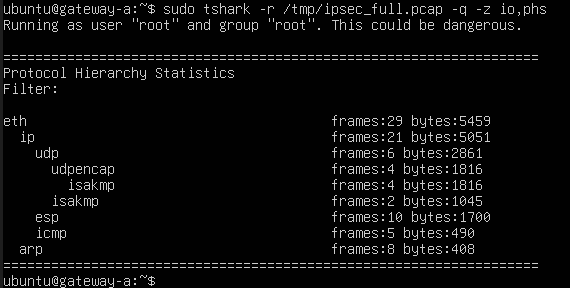 ubuntu@gateway-a:~$ sudo tshark -r /tmp/ipsec_full.pcap -q -z io,phs
Running as user "root" and group "root". This could be dangerous.

===================================================================
Protocol Hierarchy Statistics
Filter:

eth                                      frames:29 bytes:5459
  ip                                     frames:21 bytes:5051
    udp                                  frames:6 bytes:2861
      udpencap                           frames:4 bytes:1816
        isakmp                           frames:4 bytes:1816
      isakmp                             frames:2 bytes:1045
    esp                                  frames:10 bytes:1700
    icmp                                 frames:5 bytes:490
  arp                                    frames:8 bytes:408
===================================================================
ubuntu@gateway-a:~$